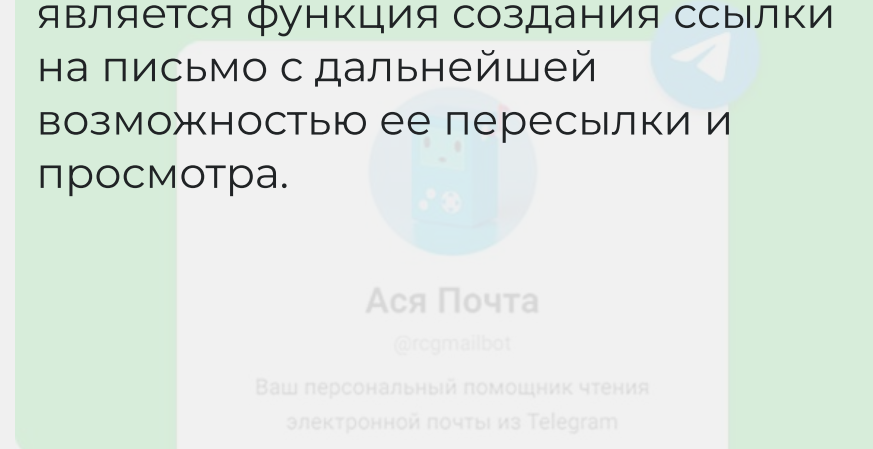 является функция создания ссылки
на письмо с дальнейшей
возможностью ее пересылки и
просмотра.
Ася Почта
@rcgmailbot
Ваш персональный помощник чтения
электронной почты из Telegram